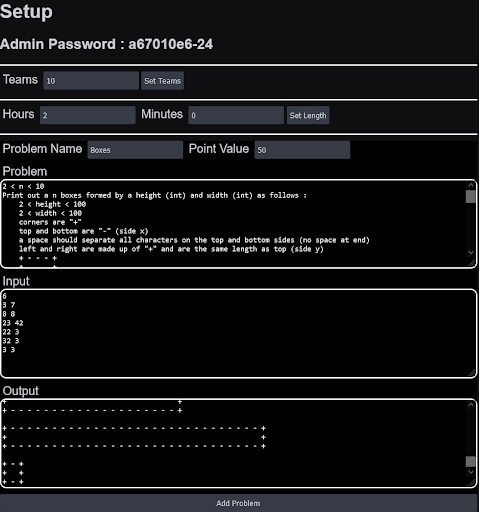 Setup
Admin Password : a67010e6-24
Teams 10 Set Teams
Hours 2 Minutes 0 Set Length
Problem Name Boxes Point Value 50
Problem
2 < n < 10
Print out a n boxes formed by a height (int) and width (int) as follows :
    2 < height < 100
    2 < width < 100
    corners are "+"
    top and bottom are "-" (side x)
    a space should separate all characters on the top and bottom sides (no space at end)
    left and right are made up of "+" and are the same length as top (side y)
    + - - - +
    +       +
Input
6
3 7
8 8
23 42
22 3
32 3
3 3
Output
+                                         +
+ - - - - - - - - - - - - - - - - - - - - +
+ - - - - - - - - - - - - - - - - - - - - - - - - - - - - - - +
+                                                             +
+ - - - - - - - - - - - - - - - - - - - - - - - - - - - - - - +
+ - +
+   +
+ - +
Add Problem